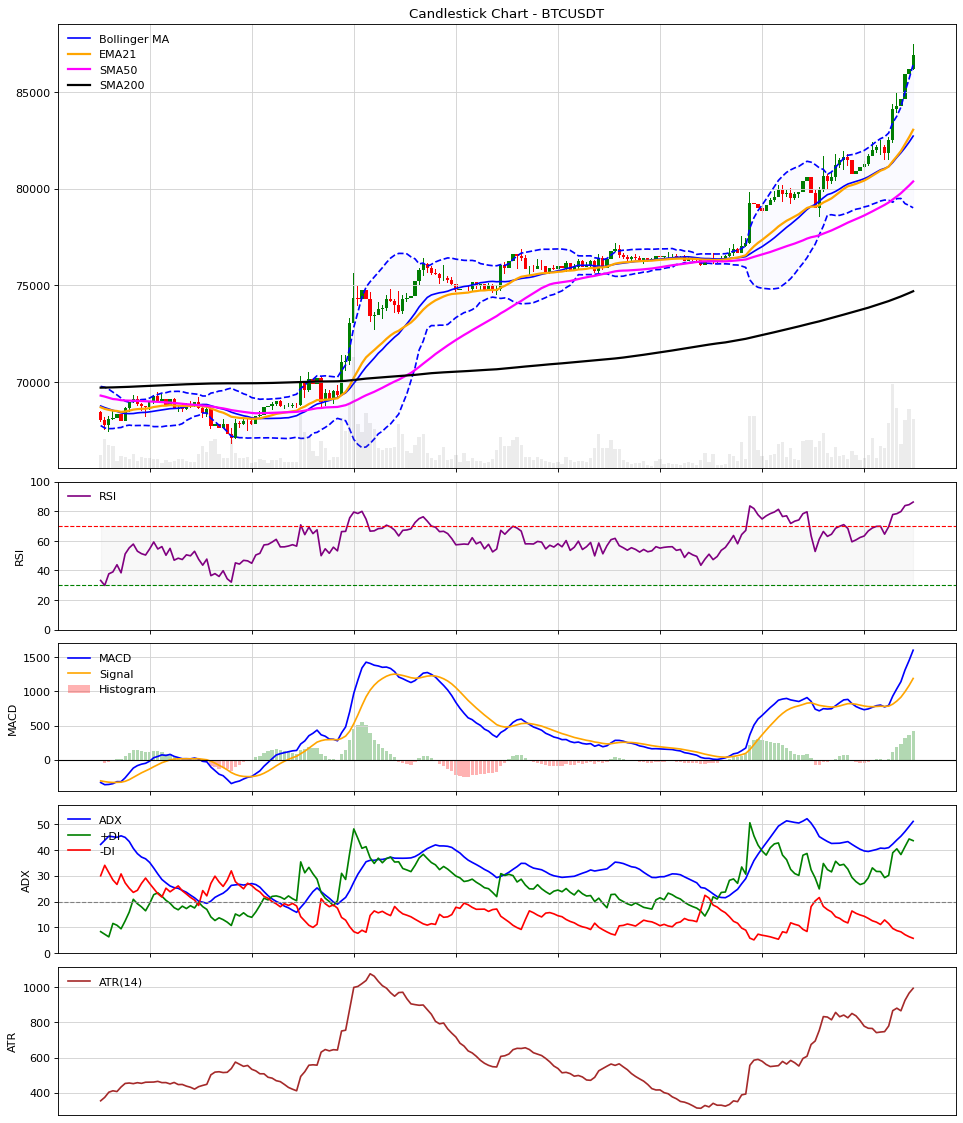 Candlestick Chart - BTCUSDT
Bollinger MA
EMA21
SMA50
SMA200
85000
80000
75000
70000
RSI
100
80
60
40
20
0
RSI
MACD
Signal
Histogram
1500
1000
500
0
MACD
ADX
+DI
-DI
50
40
30
20
10
0
ADX
ATR(14)
1000
800
600
400
ATR